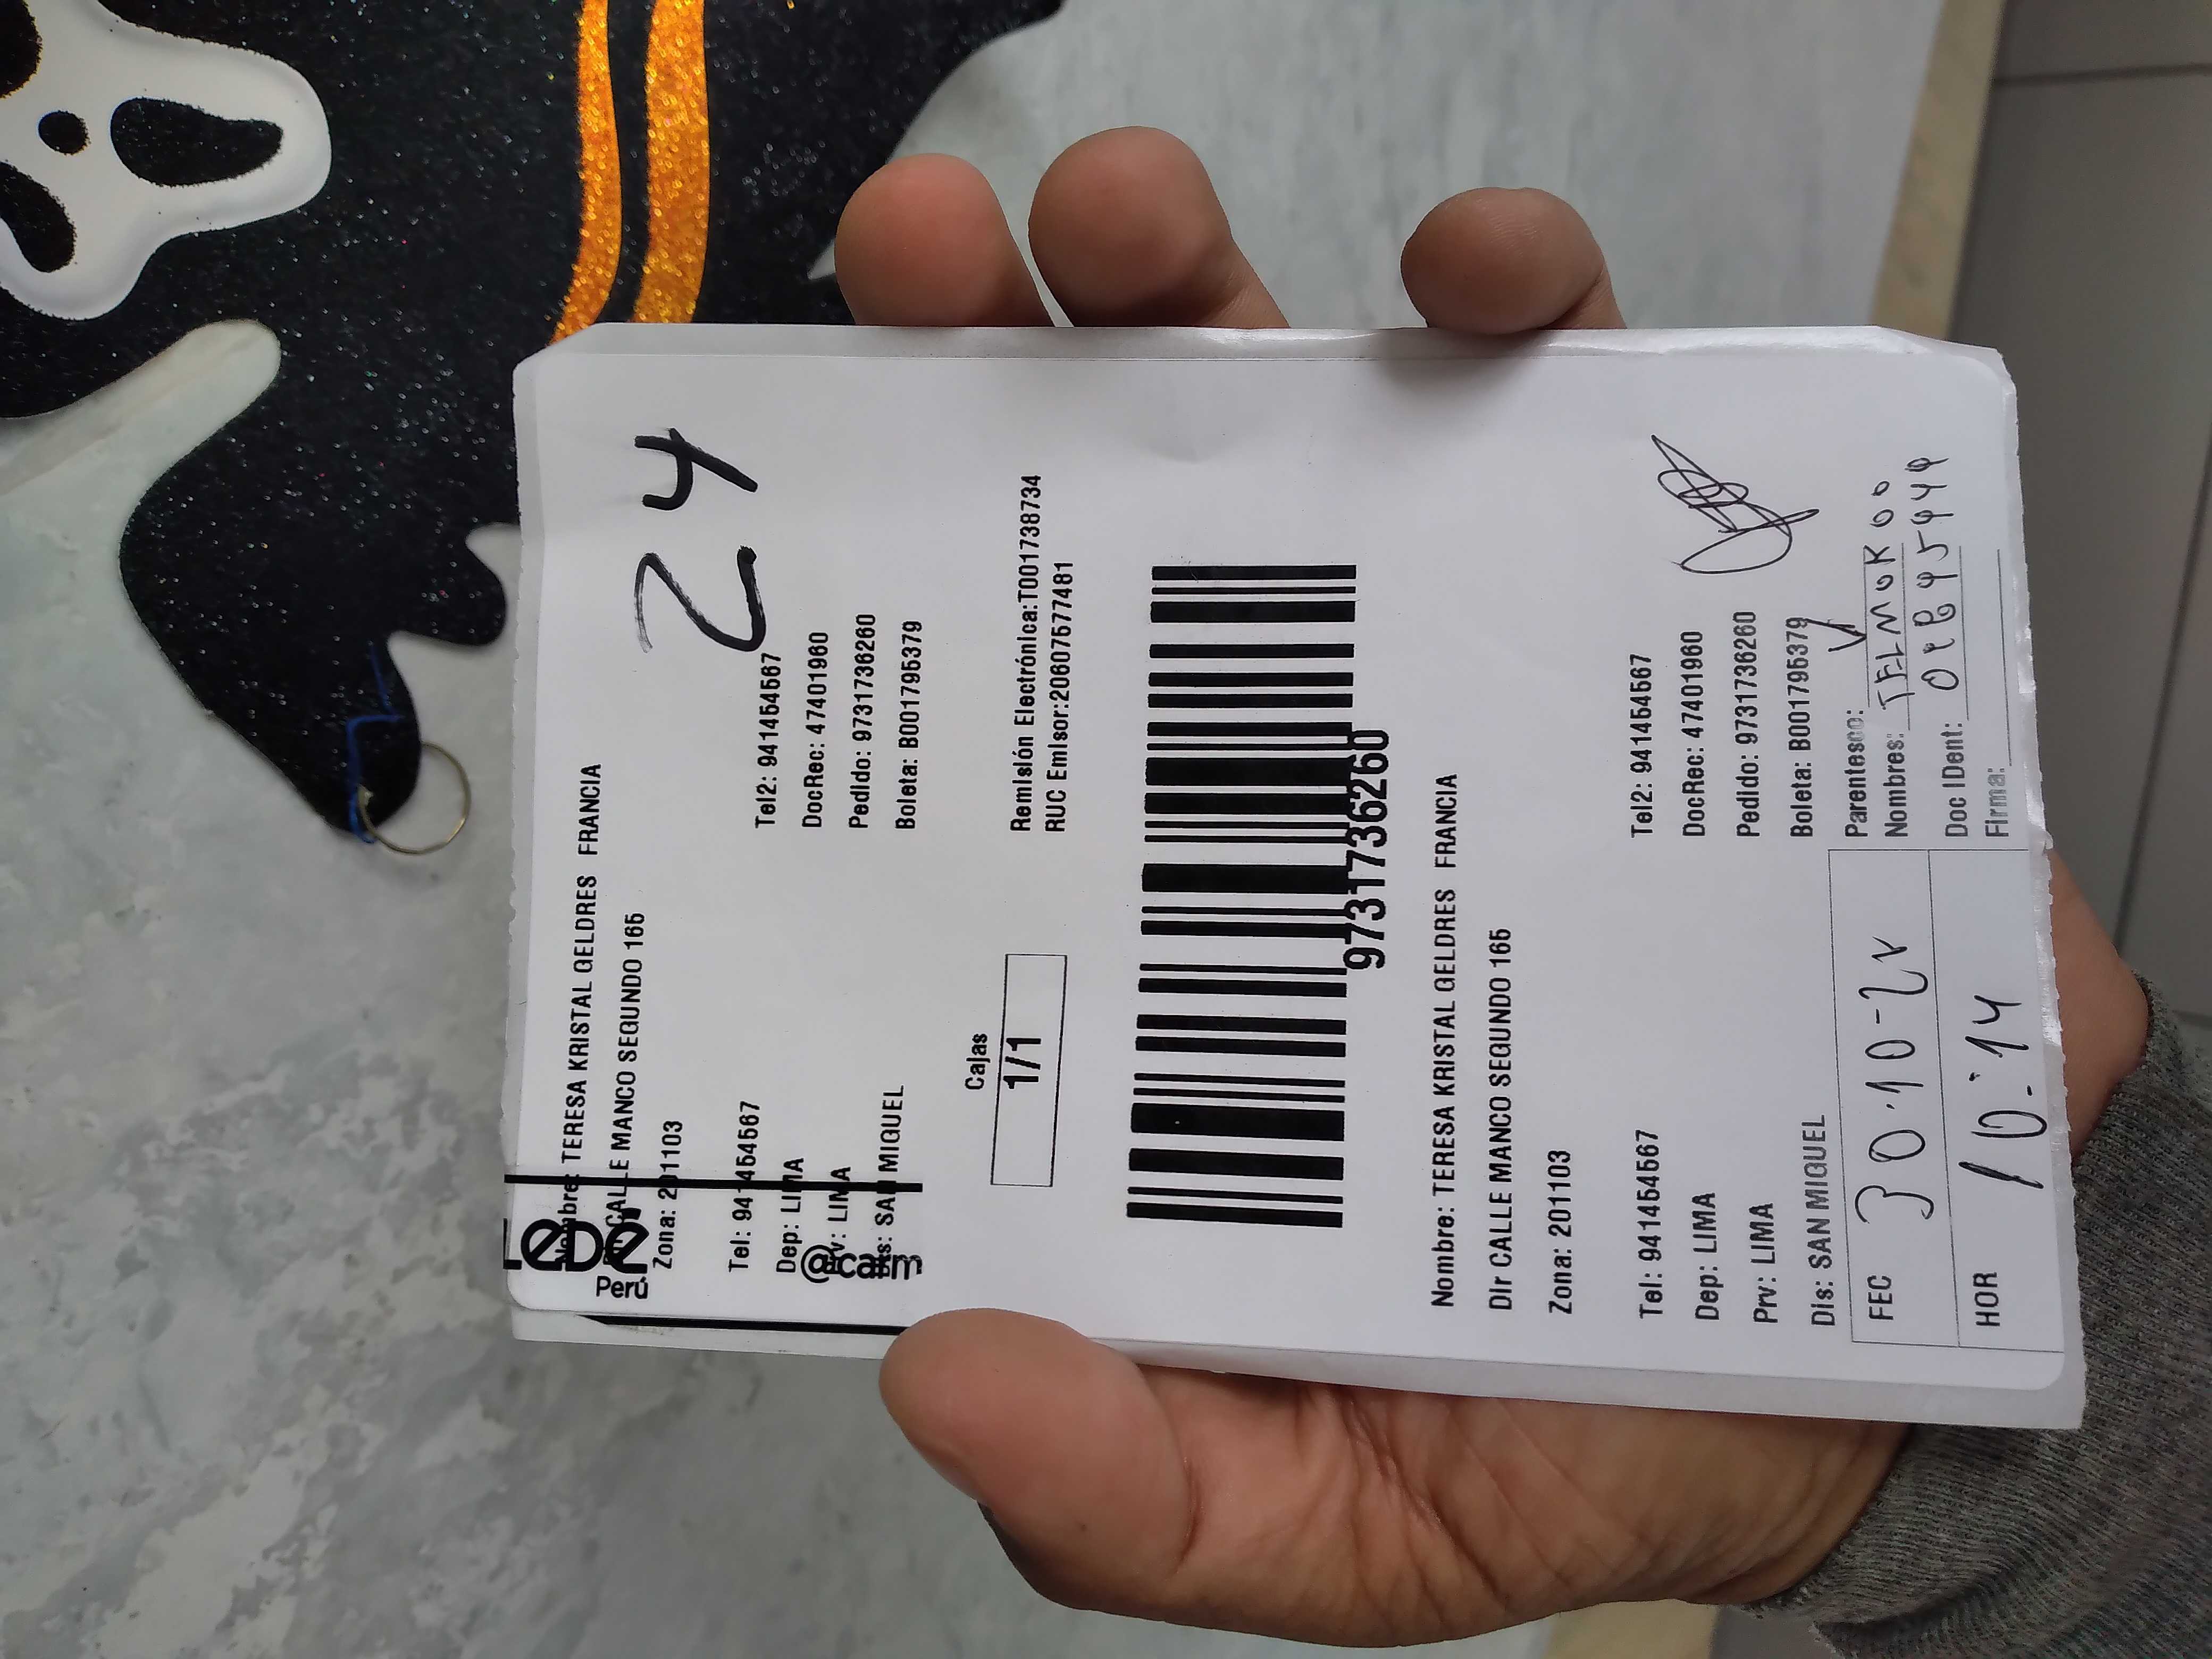 Nombre: TERESA KRISTAL GELDRES FRANCIA
CALLE MANCO SEGUNDO 165
Perú
Zona: 201103
24
Tel: 941454567 Tel2: 941454567
Dep: LIMA DocRec: 47401960
Prv: LIMA Pedido: 9731736260
Dis: SAN MIGUEL Boleta: B001795379
Cajas
1/1
Remisión Electrónica:T001738734
RUC Emisor:20607577481
9731736260
Nombre: TERESA KRISTAL GELDRES FRANCIA
Dir CALLE MANCO SEGUNDO 165
Zona: 201103
Tel: 941454567 Tel2: 941454567
Dep: LIMA DocRec: 47401960
Prv: LIMA Pedido: 9731736260
Dis: SAN MIGUEL Boleta: B001795379
FEC 30.10-2 Parentesco:
Nombres: TELMO
HOR 10:14 Doc IDent:
Firma: